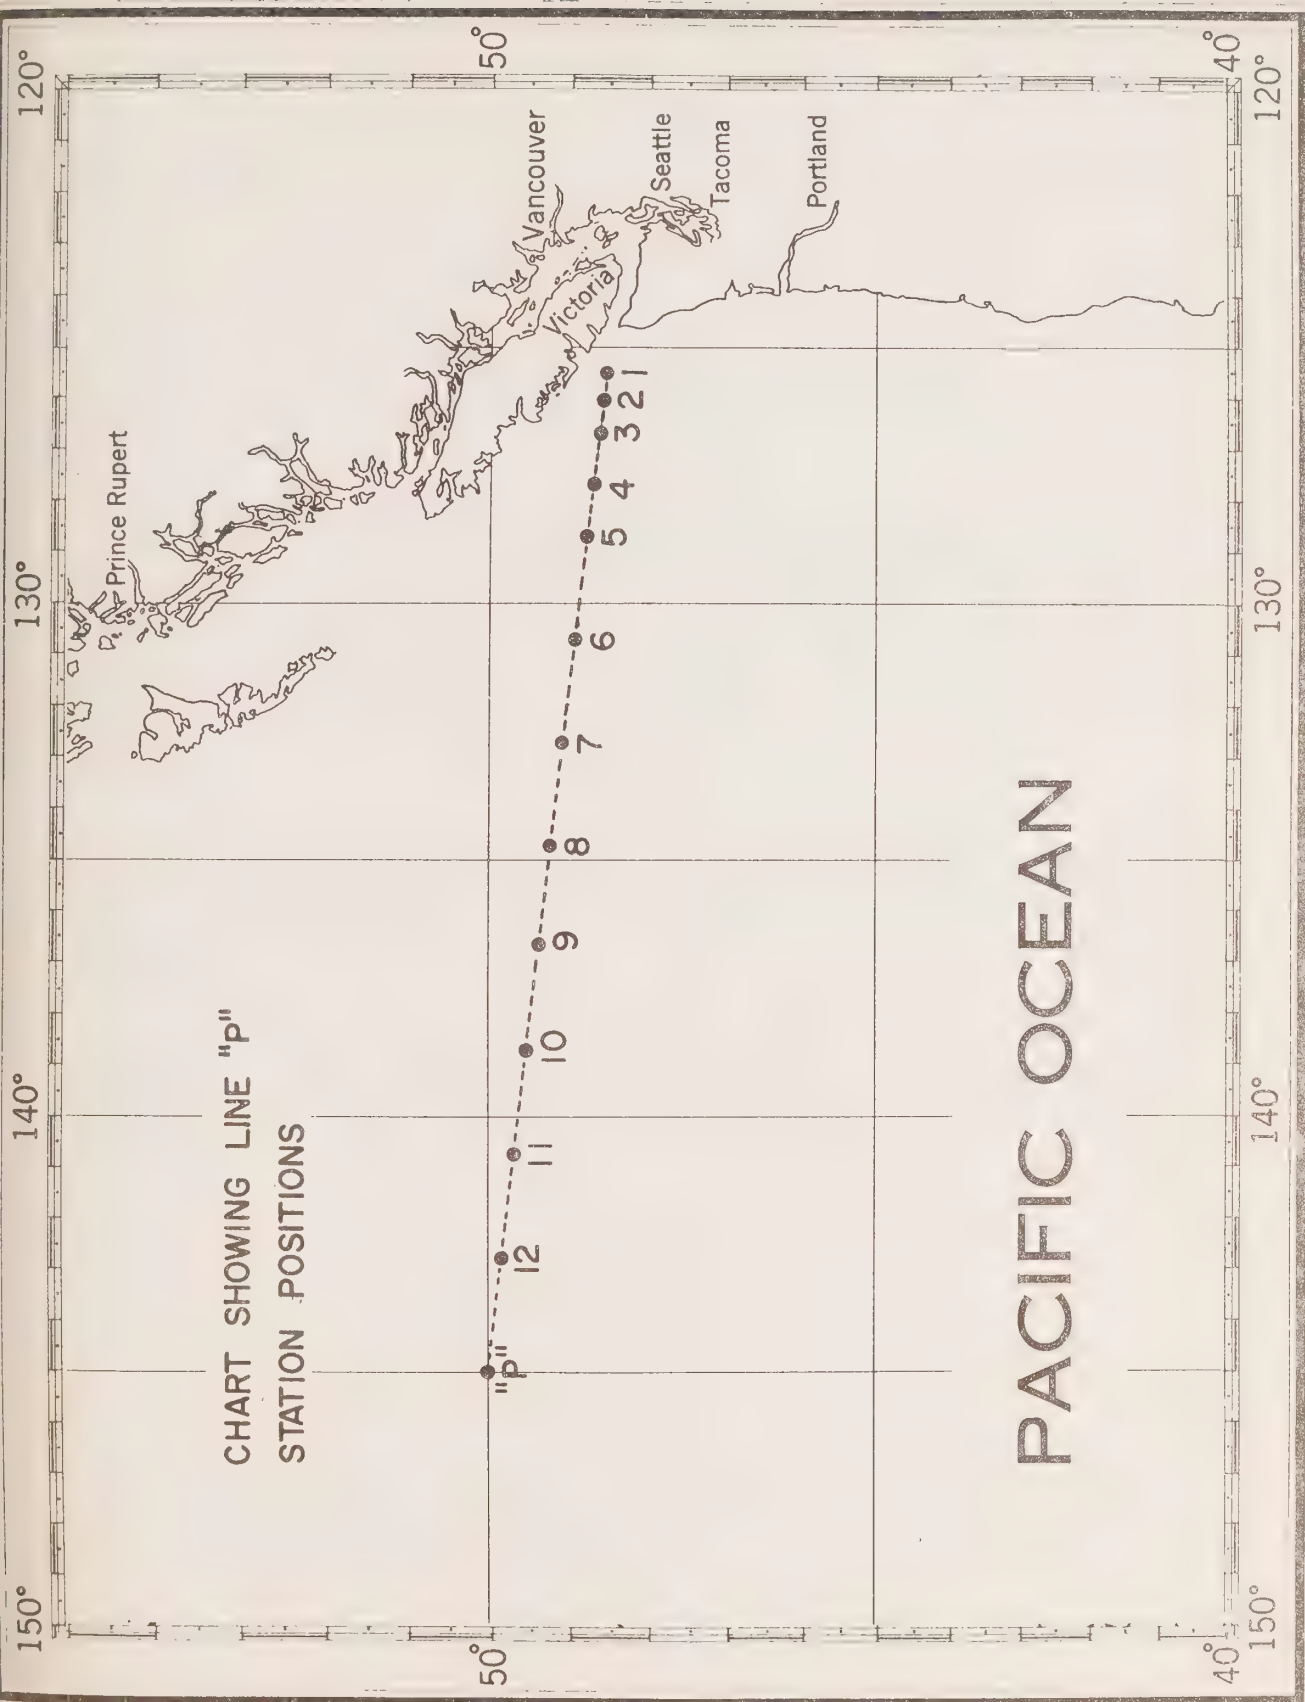 CHART SHOWING LINE "P"
STATION POSITIONS
150°
140°
130°
120°
50°
50°
40°
40°
150°
140°
130°
120°
Prince Rupert
Vancouver
Victoria
Seattle
Tacoma
Portland
"P"
12
11
10
9
8
7
6
5
4
3
2
1
PACIFIC OCEAN